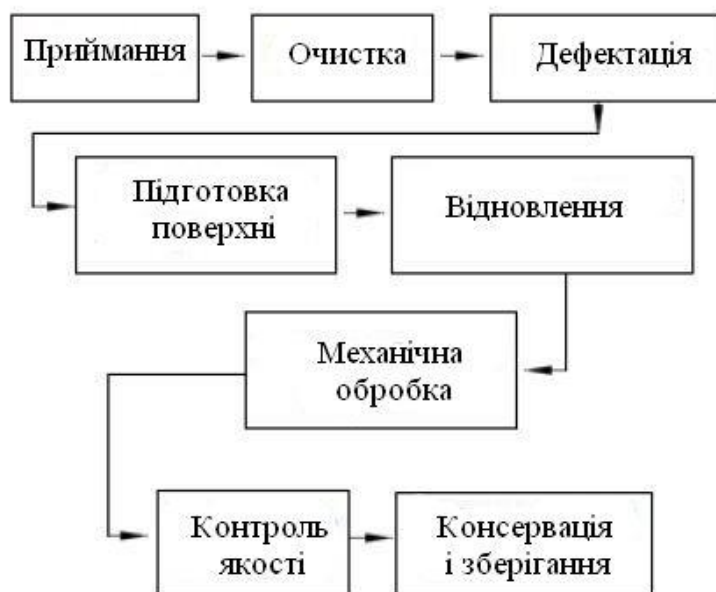 Приймання
Очистка
Дефектація
Підготовка
поверхні
Відновлення
Механічна
обробка
Контроль
якості
Консервація
і зберігання